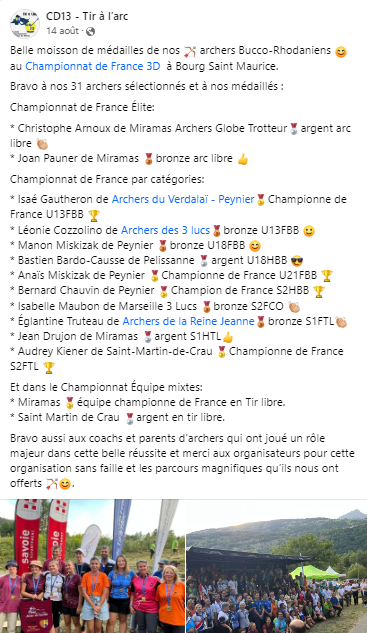 CD13 - Tir à l'arc
14 août ·
Belle moisson de médailles de nos 🏹 archers Bucco-Rhodaniens 😊
au Championnat de France 3D à Bourg Saint Maurice.
Bravo à nos 31 archers sélectionnés et à nos médaillés :
Championnat de France Élite:
* Christophe Arnoux de Miramas Archers Globe Trotteur🥈argent arc
libre 👏
* Joan Pauner de Miramas 🥉bronze arc libre 👍
Championnat de France par catégories:
* Isaé Gautheron de Archers du Verdalaï - Peynier🥇Championne de
France U13FBB 🏆
* Léonie Cozzolino de Archers des 3 lucs🥉bronze U13FBB 😀
* Manon Miskizak de Peynier 🥉bronze U18FBB 😊
* Bastien Bardo-Causse de Pelissanne 🥈argent U18HBB 😎
* Anaïs Miskizak de Peynier 🥇Championne de France U21FBB 🏆
* Bernard Chauvin de Peynier 🥇Champion de France S2HBB 🏆
* Isabelle Maubon de Marseille 3 Lucs 🥉bronze S2FCO 👏
* Églantine Truteau de Archers de la Reine Jeanne🥉bronze S1FTL👏
* Jean Drujon de Miramas 🥈argent S1HTL👍
* Audrey Kiener de Saint-Martin-de-Crau 🥇Championne de France
S2FTL 🏆
Et dans le Championnat Équipe mixtes:
* Miramas 🥇équipe championne de France en Tir libre.
* Saint Martin de Crau 🥈argent en tir libre.
Bravo aussi aux coachs et parents d'archers qui ont joué un rôle
majeur dans cette belle réussite et merci aux organisateurs pour cette
organisation sans faille et les parcours magnifiques qu'ils nous ont
offerts 🏹😊.
savoie
savoie